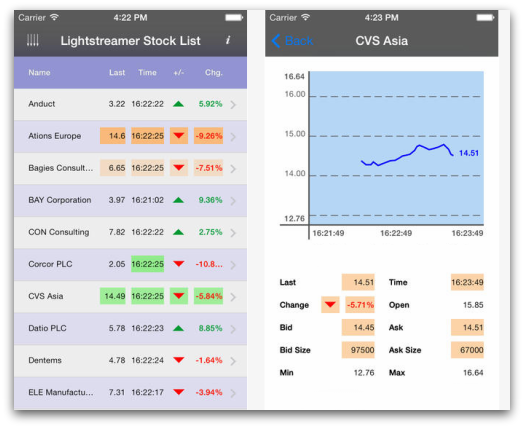 Carrier 4:22 PM
Lightstreamer Stock List i
Name Last Time +/- Chg.
Anduct 3.22 16:22:22 5.92%
Ations Europe 14.6 16:22:25 -9.26%
Bagies Consult... 6.65 16:22:25 -7.51%
BAY Corporation 3.97 16:21:02 9.36%
CON Consulting 7.82 16:22:22 2.75%
Corcor PLC 2.05 16:22:25 -10.8...
CVS Asia 14.49 16:22:25 -5.84%
Datio PLC 5.78 16:22:23 8.85%
Dentems 4.78 16:22:24 -1.64%
ELE Manufactu... 7.31 16:22:17 -3.94%
Carrier 4:23 PM
Back CVS Asia
16.64
16.00
15.00
14.51
14.00
12.76
16:21:49 16:22:49 16:23:49
Last 14.51 Time 16:23:49
Change -5.71% Open 15.85
Bid 14.45 Ask 14.51
Bid Size 97500 Ask Size 67000
Min 12.76 Max 16.64